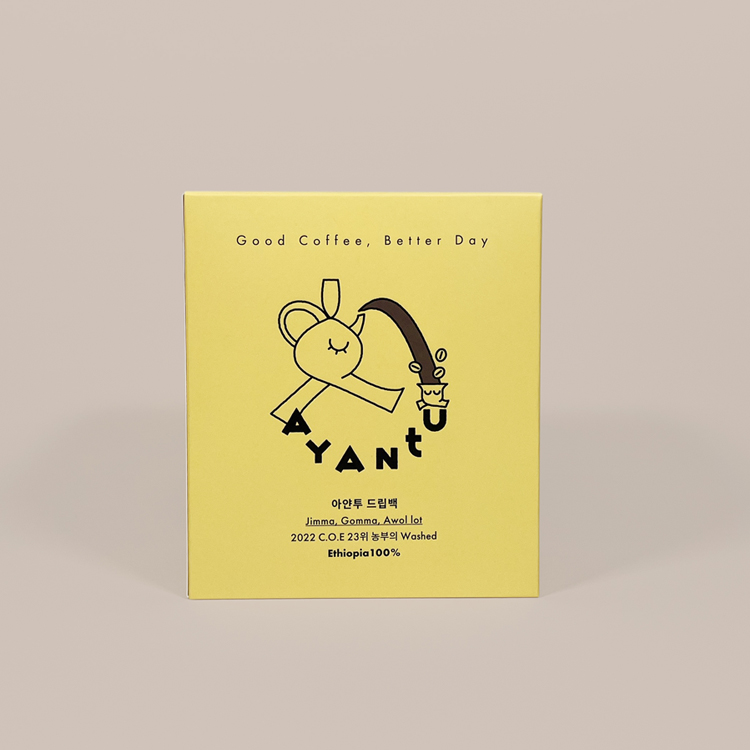 Good Coffee, Better Day
AYANtU
아얀투 드립백
Jimma, Gomma, Awol lot
2022 C.O.E 23위 농부의 Washed
Ethiopia100%